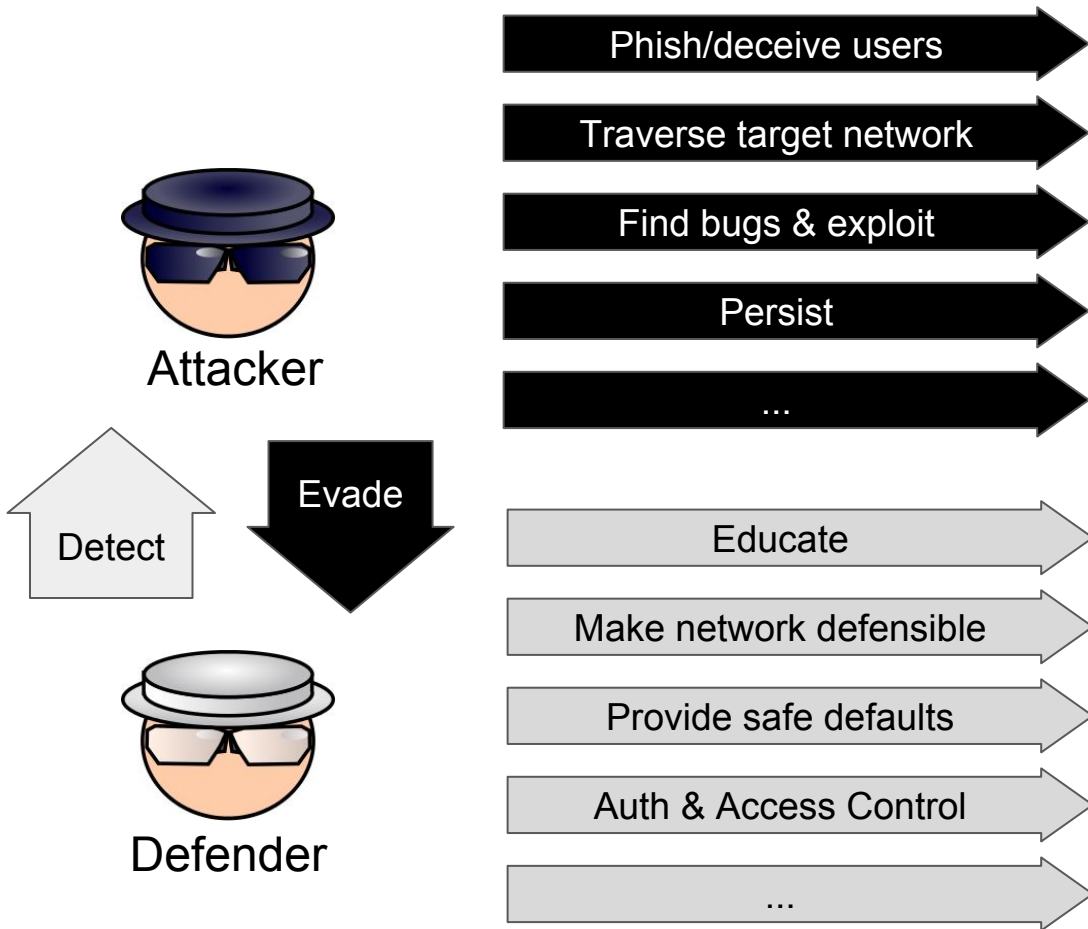 Phish/deceive users
Traverse target network
Find bugs & exploit
Persist
...
Attacker
Detect
Evade
Defender
Educate
Make network defensible
Provide safe defaults
Auth & Access Control
...